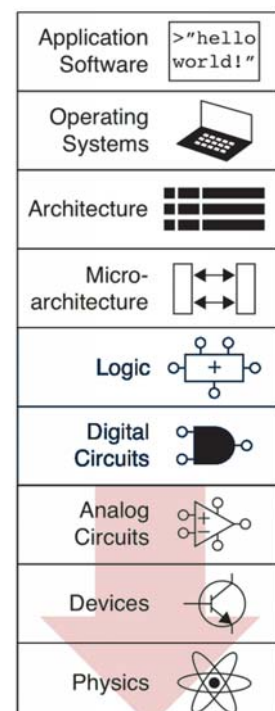 Application
Software
>"hello
world!"
Operating
Systems
Architecture
Micro-
architecture
Logic
+
Digital
Circuits
Analog
Circuits
+
−
Devices
Physics